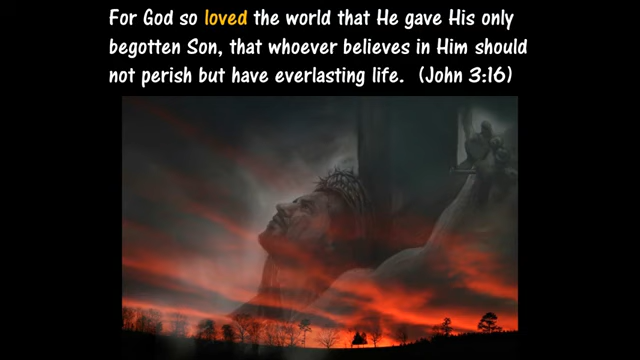 For God so loved the world that He gave His only
begotten Son, that whoever believes in Him should
not perish but have everlasting life. (John 3:16)